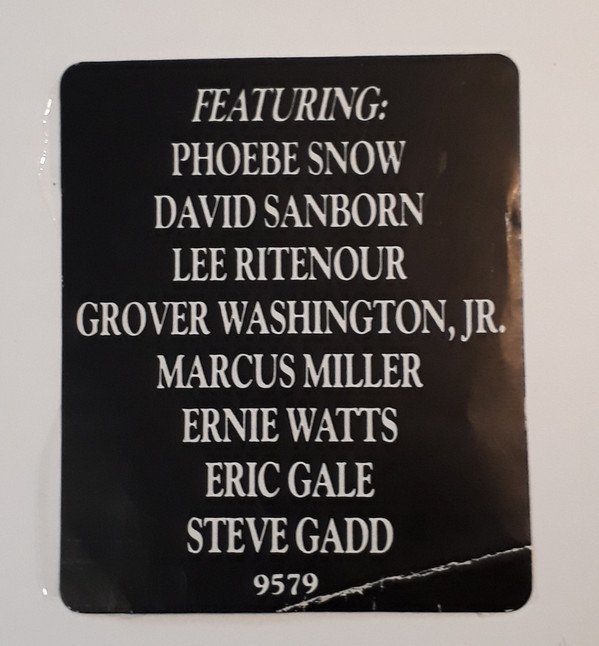 FEATURING:
PHOEBE SNOW
DAVID SANBORN
LEE RITENOUR
GROVER WASHINGTON, JR.
MARCUS MILLER
ERNIE WATTS
ERIC GALE
STEVE GADD
9579